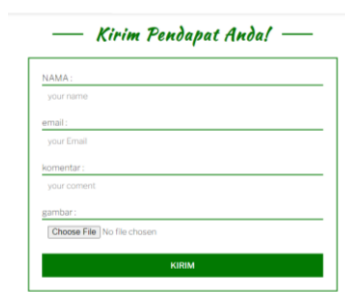 Kirim Pendapat Anda!
NAMA :
your name
email :
your Email
komentar :
your coment
gambar :
Choose File No file chosen
KIRIM